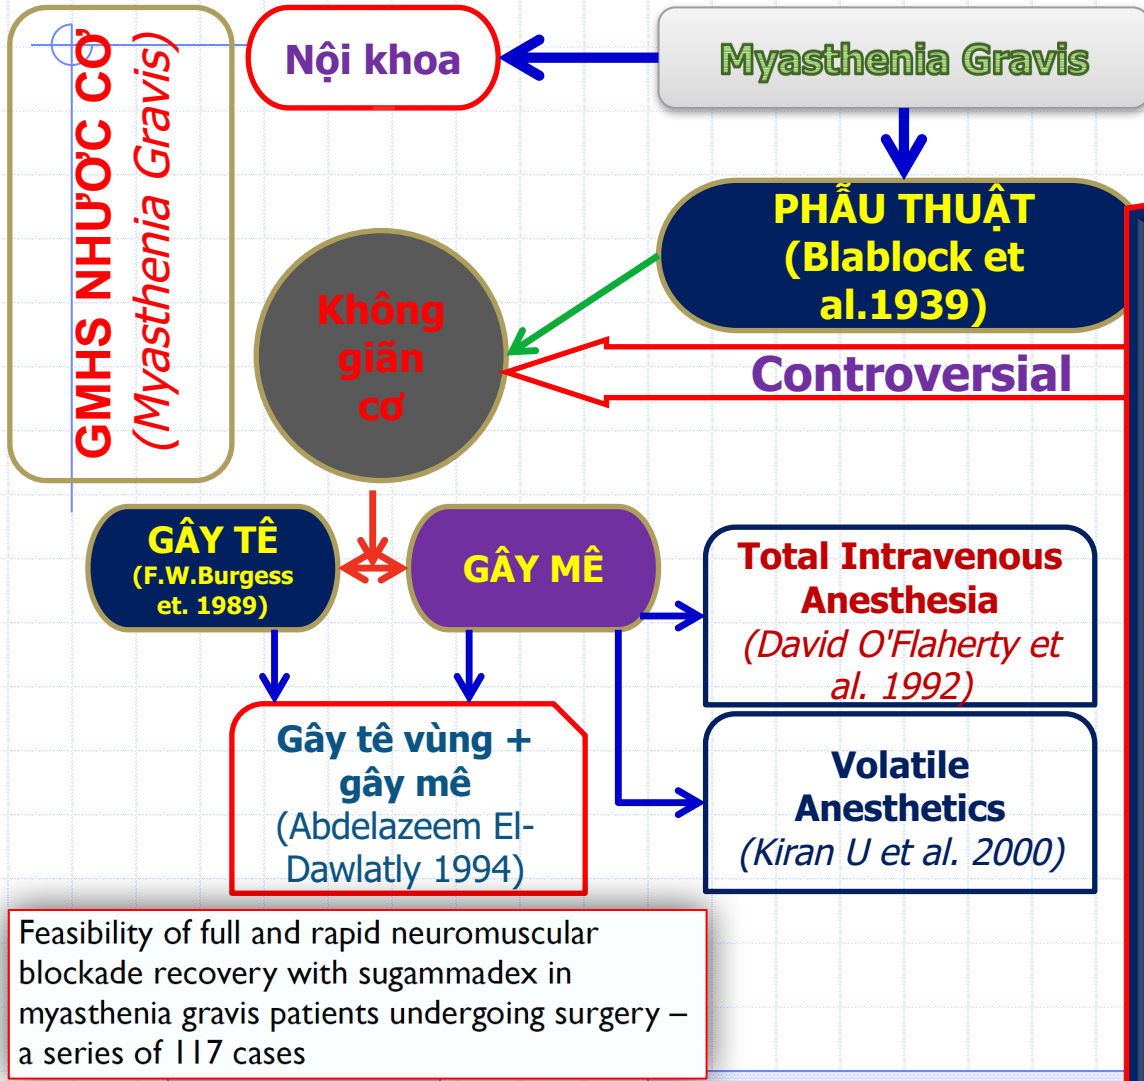 GMHS NHƯỢC CƠ
(Myasthenia Gravis)
Nội khoa
Myasthenia Gravis
PHẪU THUẬT
(Blablock et
al.1939)
Không
giãn
cơ
Controversial
GÂY TÊ
(F.W.Burgess
et. 1989)
GÂY MÊ
Total Intravenous
Anesthesia
(David O'Flaherty et
al. 1992)
Gây tê vùng +
gây mê
(Abdelazeem El-
Dawlatly 1994)
Volatile
Anesthetics
(Kiran U et al. 2000)
Feasibility of full and rapid neuromuscular
blockade recovery with sugammadex in
myasthenia gravis patients undergoing surgery –
a series of 117 cases